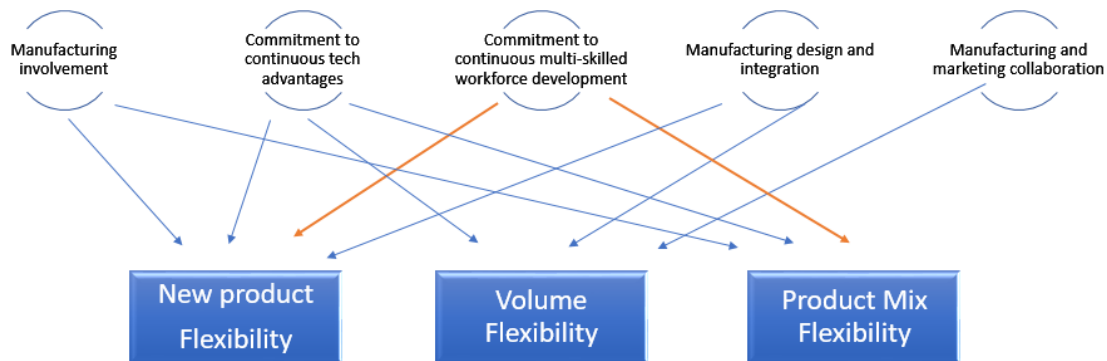 Manufacturing
involvement
Commitment to
continuous tech
advantages
Commitment to
continuous multi-skilled
workforce development
Manufacturing design and
integration
Manufacturing and
marketing collaboration
New product
Flexibility
Volume
Flexibility
Product Mix
Flexibility